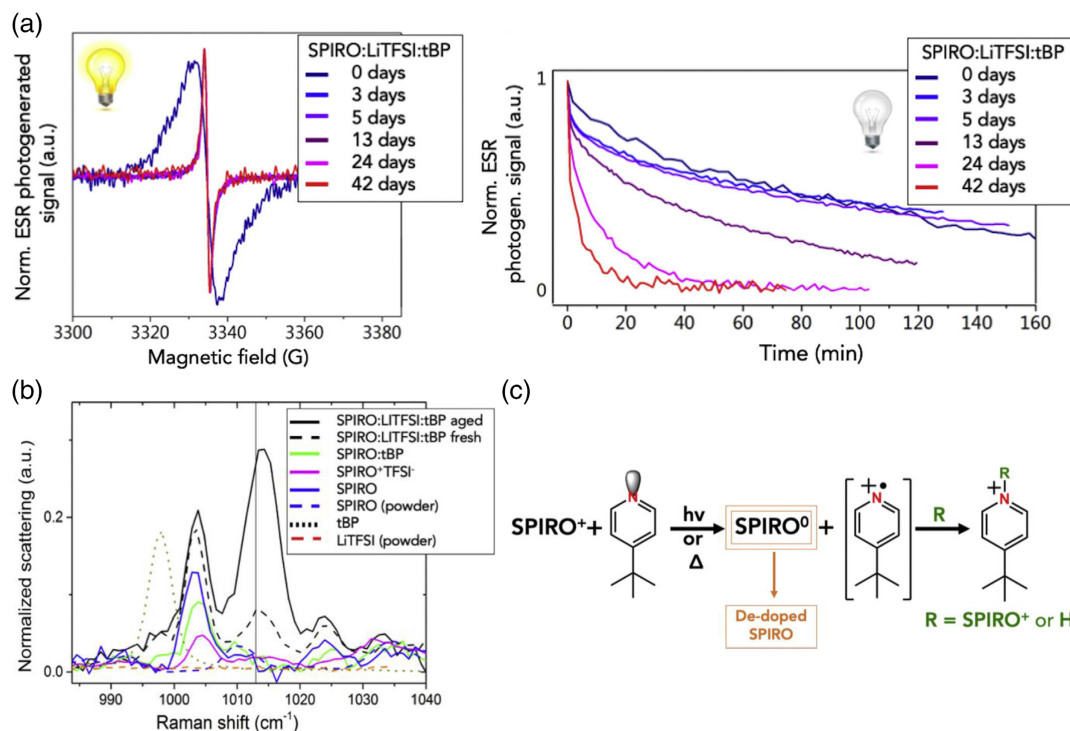 (a)
Norm. ESR photogenerated
signal (a.u.)
SPIRO:LiTFSI:tBP
0 days
3 days
5 days
13 days
24 days
42 days
3300 3320 3340 3360 3380
Magnetic field (G)
Norm. ESR
photogen. signal (a.u.)
1
0
SPIRO:LiTFSI:tBP
0 days
3 days
5 days
13 days
24 days
42 days
0 20 40 60 80 100 120 140 160
Time (min)
(b)
Normalized scattering (a.u.)
0.2
0.0
SPIRO:LITFSI:tBP aged
SPIRO:LITFSI:tBP fresh
SPIRO:tBP
SPIRO⁺TFSI⁻
SPIRO
SPIRO (powder)
tBP
LiTFSI (powder)
990 1000 1010 1020 1030 1040
Raman shift (cm⁻¹)
(c)
SPIRO⁺ +
N
hν
or
Δ
SPIRO⁰ +
De-doped
SPIRO
+•
N
R
R
+
N
R = SPIRO⁺ or H